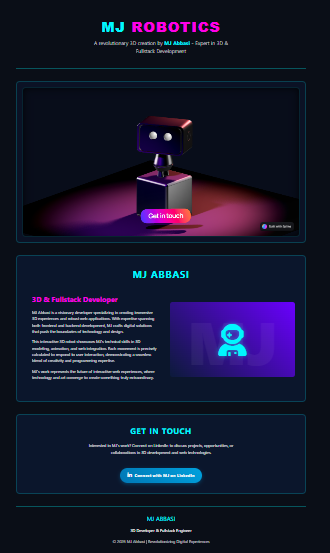 MJ ROBOTICS
A revolutionary 3D creation by MJ Abbasi - Expert in 3D &
Fullstack Development
Get in touch
Built with Spline
MJ ABBASI
3D & Fullstack Developer
MJ Abbasi is a visionary developer specializing in creating immersive
3D experiences and robust web applications. With expertise spanning
both frontend and backend development, MJ crafts digital solutions
that push the boundaries of technology and design.
This interactive 3D robot showcases MJ's technical skills in 3D
modeling, animation, and web integration. Each movement is precisely
calculated to respond to user interaction, demonstrating a seamless
blend of creativity and programming expertise.
MJ's work represents the future of interactive web experiences, where
technology and art converge to create something truly extraordinary.
MJ
GET IN TOUCH
Interested in MJ's work? Connect on LinkedIn to discuss projects, opportunities, or
collaborations in 3D development and web technologies.
in Connect with MJ on LinkedIn
MJ ABBASI
3D Developer & Fullstack Engineer
© 2025 MJ Abbasi | Revolutionizing Digital Experiences